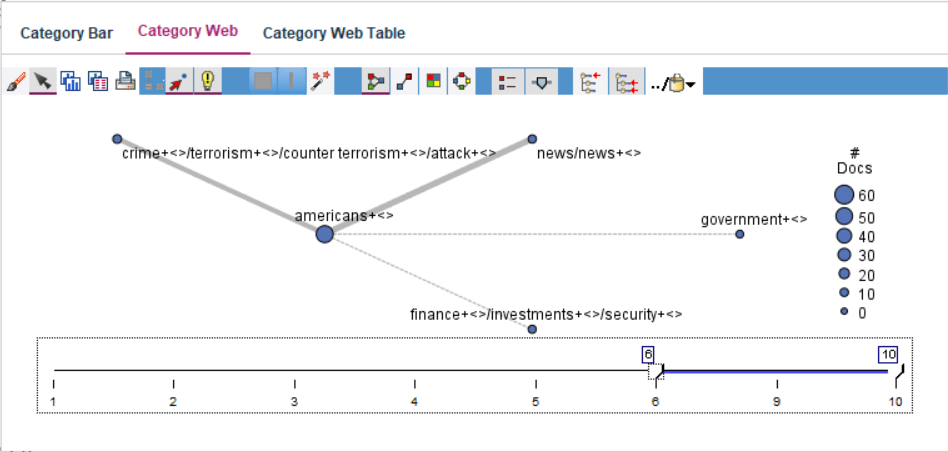 Category Bar Category Web Category Web Table
../
crime+<>/terrorism+<>/counter terrorism+<>/attack+<>
news/news+<>
#
Docs
60
americans+<>
50
government+<>
40
30
20
10
finance+<>/investments+<>/security+<>
0
6 10
1 2 3 4 5 6 9 10